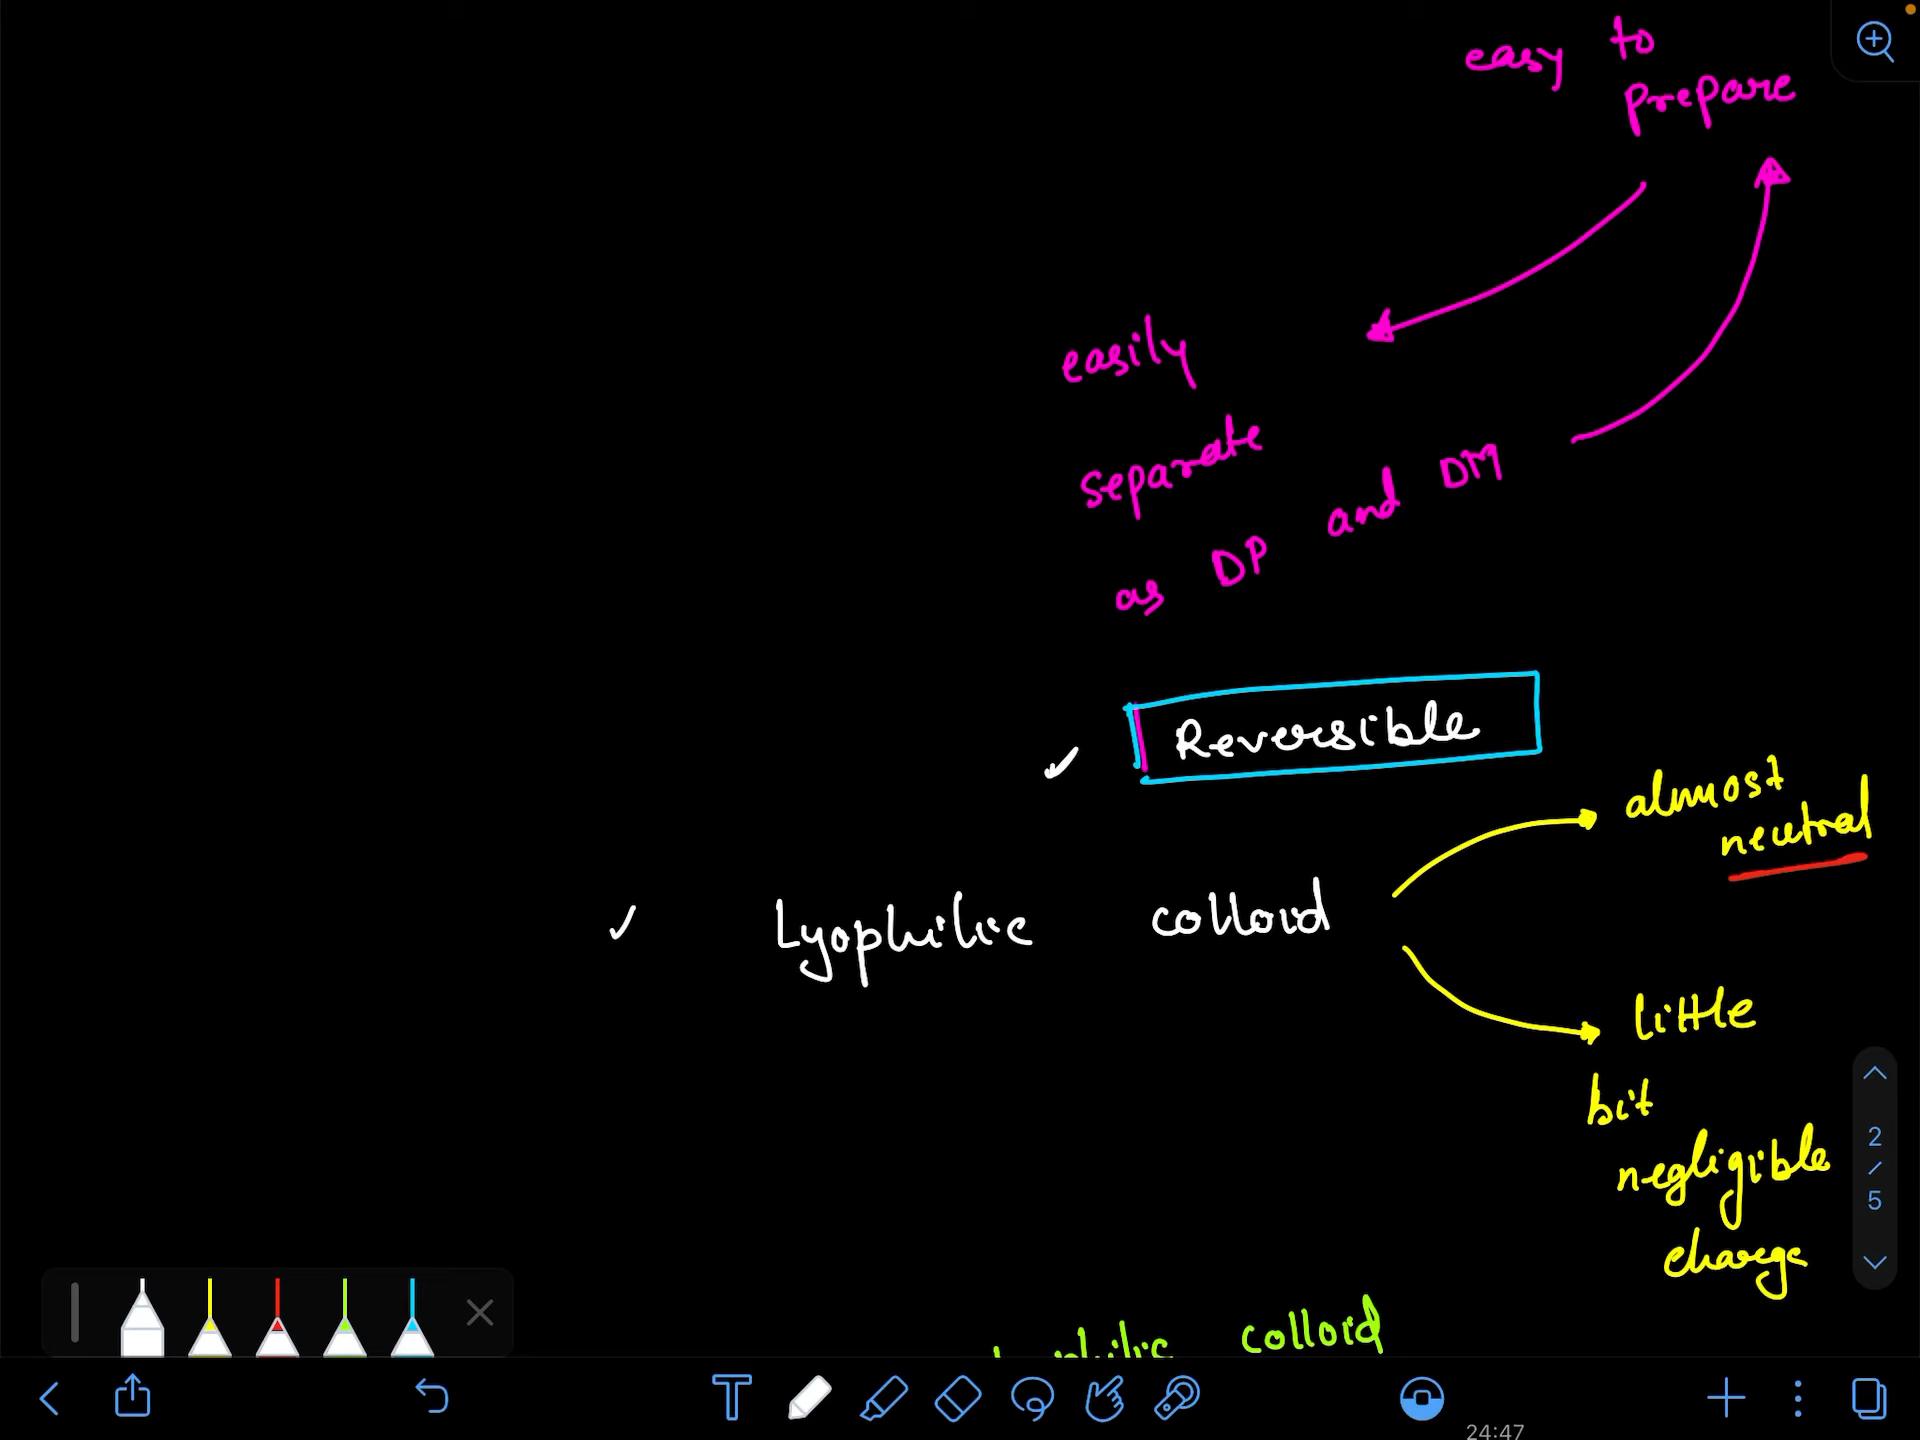 easy to
prepare
easily
separate
as DP and DM
Reversible
almost
neutral
Lyophilic colloid
little
bit
negligible
charge
colloid
2
/
5
T
24:47